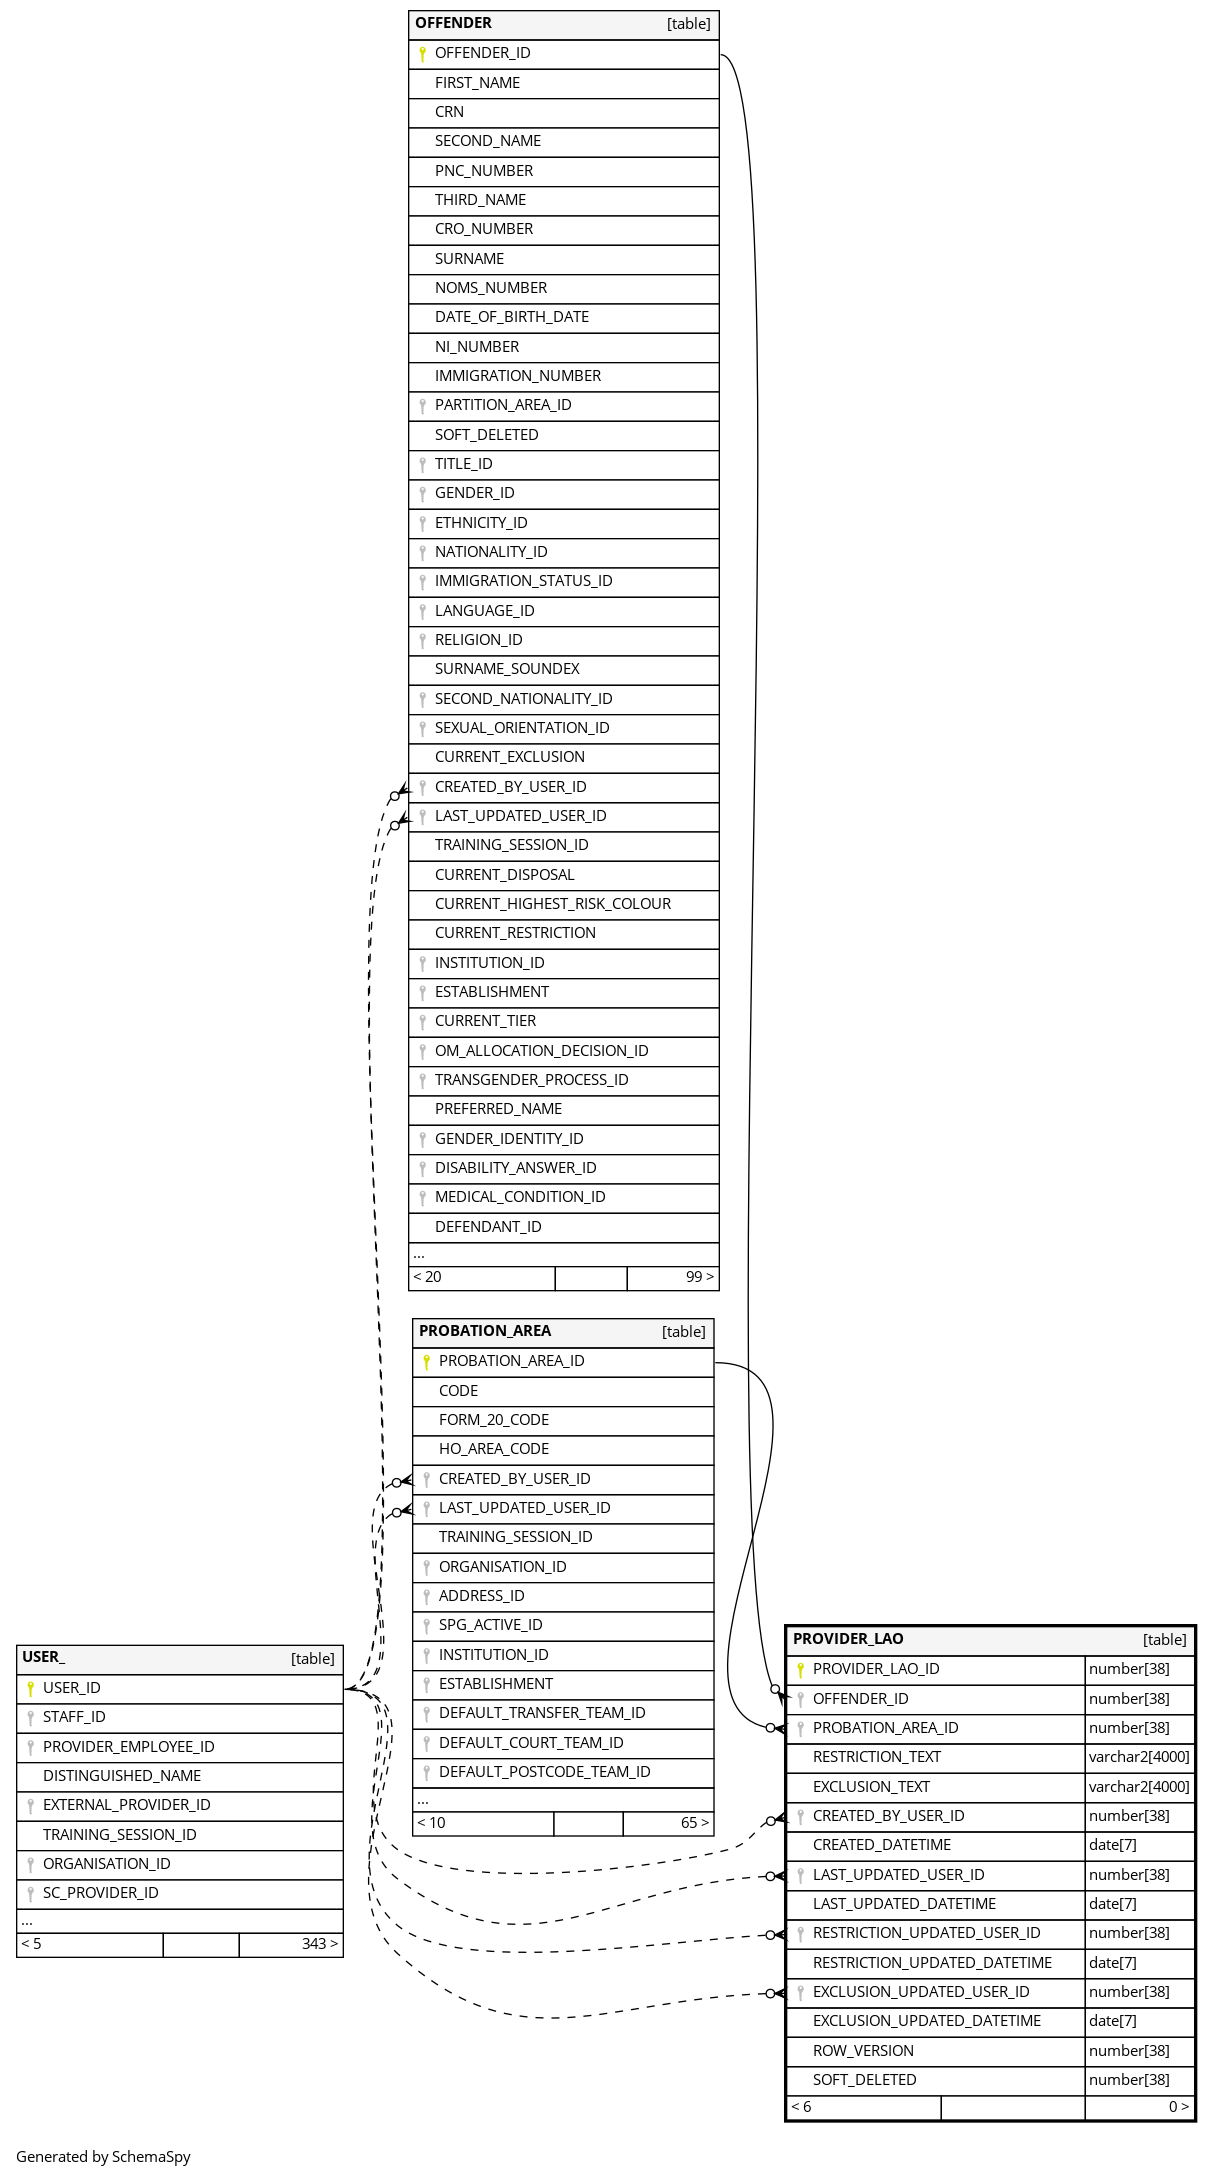 OFFENDER [table]
OFFENDER_ID
FIRST_NAME
CRN
SECOND_NAME
PNC_NUMBER
THIRD_NAME
CRO_NUMBER
SURNAME
NOMS_NUMBER
DATE_OF_BIRTH_DATE
NI_NUMBER
IMMIGRATION_NUMBER
PARTITION_AREA_ID
SOFT_DELETED
TITLE_ID
GENDER_ID
ETHNICITY_ID
NATIONALITY_ID
IMMIGRATION_STATUS_ID
LANGUAGE_ID
RELIGION_ID
SURNAME_SOUNDEX
SECOND_NATIONALITY_ID
SEXUAL_ORIENTATION_ID
CURRENT_EXCLUSION
CREATED_BY_USER_ID
LAST_UPDATED_USER_ID
TRAINING_SESSION_ID
CURRENT_DISPOSAL
CURRENT_HIGHEST_RISK_COLOUR
CURRENT_RESTRICTION
INSTITUTION_ID
ESTABLISHMENT
CURRENT_TIER
OM_ALLOCATION_DECISION_ID
TRANSGENDER_PROCESS_ID
PREFERRED_NAME
GENDER_IDENTITY_ID
DISABILITY_ANSWER_ID
MEDICAL_CONDITION_ID
DEFENDANT_ID
...
< 20 99 >
PROBATION_AREA [table]
PROBATION_AREA_ID
CODE
FORM_20_CODE
HO_AREA_CODE
CREATED_BY_USER_ID
LAST_UPDATED_USER_ID
TRAINING_SESSION_ID
ORGANISATION_ID
ADDRESS_ID
SPG_ACTIVE_ID
INSTITUTION_ID
ESTABLISHMENT
DEFAULT_TRANSFER_TEAM_ID
DEFAULT_COURT_TEAM_ID
DEFAULT_POSTCODE_TEAM_ID
...
< 10 65 >
USER_ [table]
USER_ID
STAFF_ID
PROVIDER_EMPLOYEE_ID
DISTINGUISHED_NAME
EXTERNAL_PROVIDER_ID
TRAINING_SESSION_ID
ORGANISATION_ID
SC_PROVIDER_ID
...
< 5 343 >
PROVIDER_LAO [table]
PROVIDER_LAO_ID number[38]
OFFENDER_ID number[38]
PROBATION_AREA_ID number[38]
RESTRICTION_TEXT varchar2[4000]
EXCLUSION_TEXT varchar2[4000]
CREATED_BY_USER_ID number[38]
CREATED_DATETIME date[7]
LAST_UPDATED_USER_ID number[38]
LAST_UPDATED_DATETIME date[7]
RESTRICTION_UPDATED_USER_ID number[38]
RESTRICTION_UPDATED_DATETIME date[7]
EXCLUSION_UPDATED_USER_ID number[38]
EXCLUSION_UPDATED_DATETIME date[7]
ROW_VERSION number[38]
SOFT_DELETED number[38]
< 6 0 >
Generated by SchemaSpy